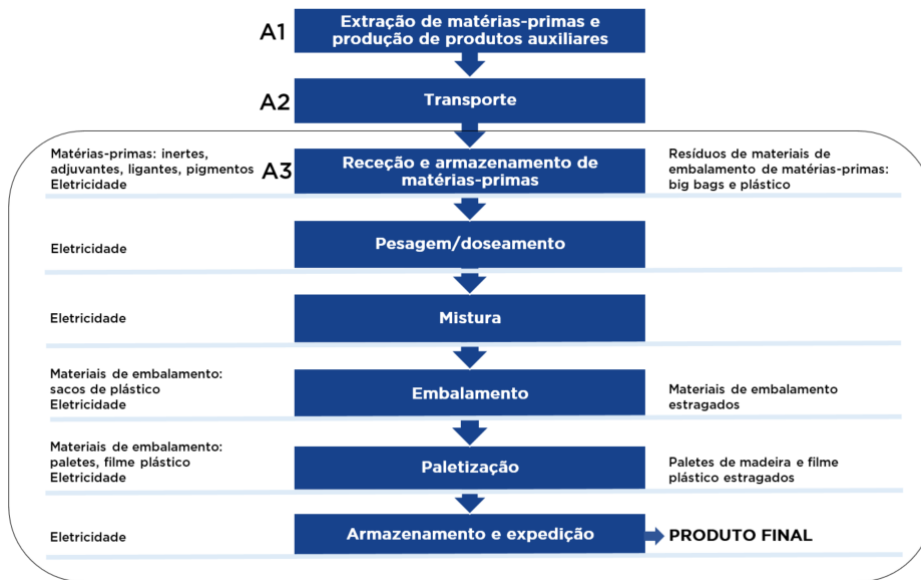 A1
Extração de matérias-primas e
produção de produtos auxiliares
A2
Transporte
Matérias-primas: inertes,
adjuvantes, ligantes, pigmentos
Eletricidade
A3
Receção e armazenamento de
matérias-primas
Resíduos de materiais de
embalamento de matérias-primas:
big bags e plástico
Eletricidade
Pesagem/doseamento
Eletricidade
Mistura
Materiais de embalamento:
sacos de plástico
Eletricidade
Embalamento
Materiais de embalamento
estragados
Materiais de embalamento:
paletes, filme plástico
Eletricidade
Paletização
Paletes de madeira e filme
plástico estragados
Eletricidade
Armazenamento e expedição
PRODUTO FINAL